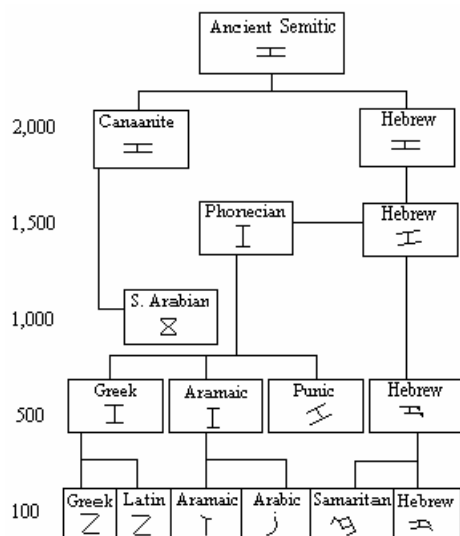 Ancient Semitic
2,000
Canaanite
Hebrew
1,500
Phonecian
Hebrew
1,000
S. Arabian
500
Greek
Aramaic
Punic
Hebrew
100
Greek
Latin
Aramaic
Arabic
Samaritan
Hebrew